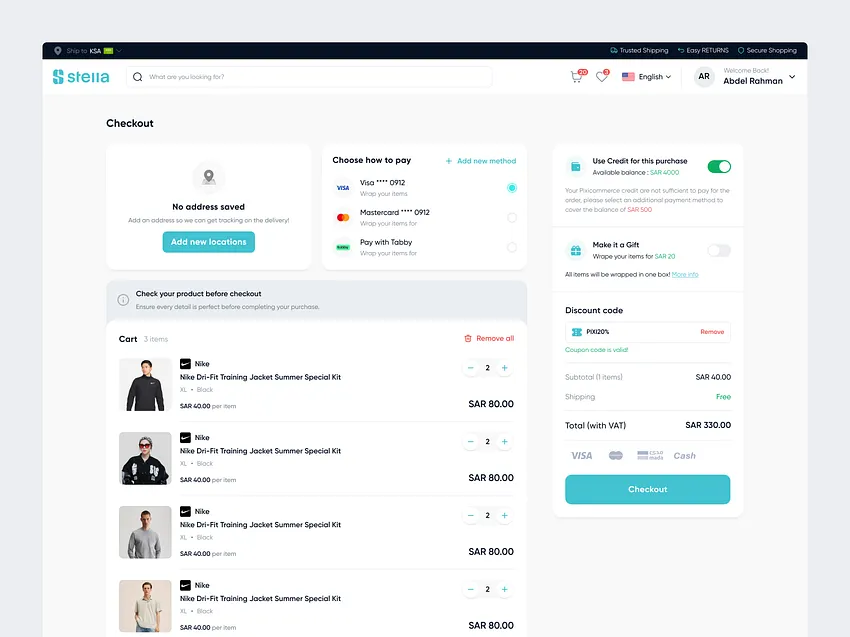 Ship to KSA
Trusted Shipping
Easy RETURNS
Secure Shopping
stella
What are you looking for?
20
3
English
AR
Welcome Back!
Abdel Rahman
Checkout
No address saved
Add an address so we can get tracking on the delivery!
Add new locations
Choose how to pay
+ Add new method
VISA
Visa **** 0912
Wrap your items
Mastercard **** 0912
Wrap your items for
tabby
Pay with Tabby
Wrap your items for
Check your product before checkout
Ensure every detail is perfect before completing your purchase.
Cart 3 items
Remove all
Nike
Nike Dri-Fit Training Jacket Summer Special Kit
XL • Black
SAR 40.00 per item
− 2 +
SAR 80.00
Nike
Nike Dri-Fit Training Jacket Summer Special Kit
XL • Black
SAR 40.00 per item
− 2 +
SAR 80.00
Nike
Nike Dri-Fit Training Jacket Summer Special Kit
XL • Black
SAR 40.00 per item
− 2 +
SAR 80.00
Nike
Nike Dri-Fit Training Jacket Summer Special Kit
XL • Black
SAR 40.00 per item
− 2 +
SAR 80.00
Use Credit for this purchase
Available balance : SAR 4000
Your Pixicommerce credit are not sufficient to pay for the
order, please select an additional payment method to
cover the balance of SAR 500
Make it a Gift
Wrape your items for SAR 20
All items will be wrapped in one box! More info
Discount code
PIXI20%
Remove
Coupon code is valid!
Subtotal (1 items)
SAR 40.00
Shipping
Free
Total (with VAT)
SAR 330.00
VISA
mada
Cash
Checkout